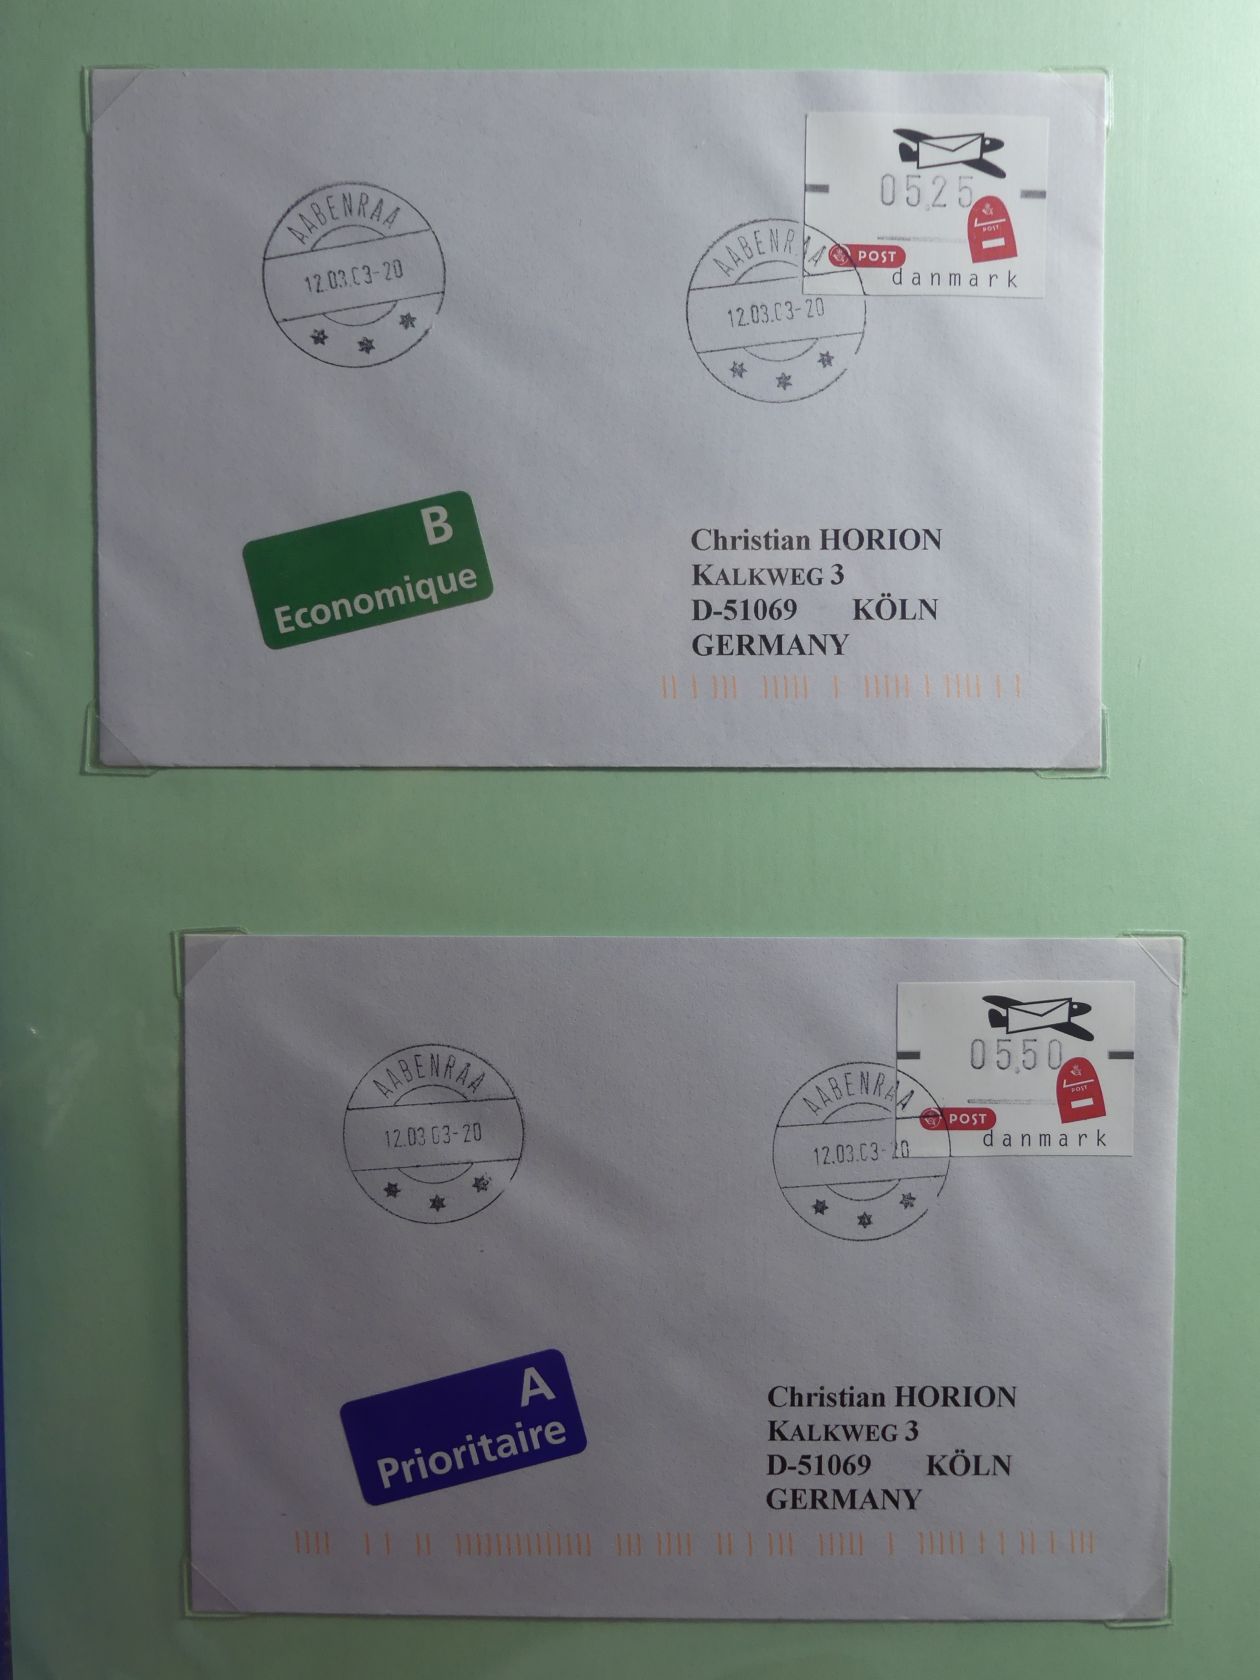 AABENRAA
12.03.03-20
AABENRAA
12.03.03-20
05.25
POST
POST
danmark
B
Economique
Christian HORION
KALKWEG 3
D-51069 KÖLN
GERMANY
AABENRAA
12.03.03-20
AABENRAA
12.03.03-20
05.50
POST
POST
danmark
A
Prioritaire
Christian HORION
KALKWEG 3
D-51069 KÖLN
GERMANY